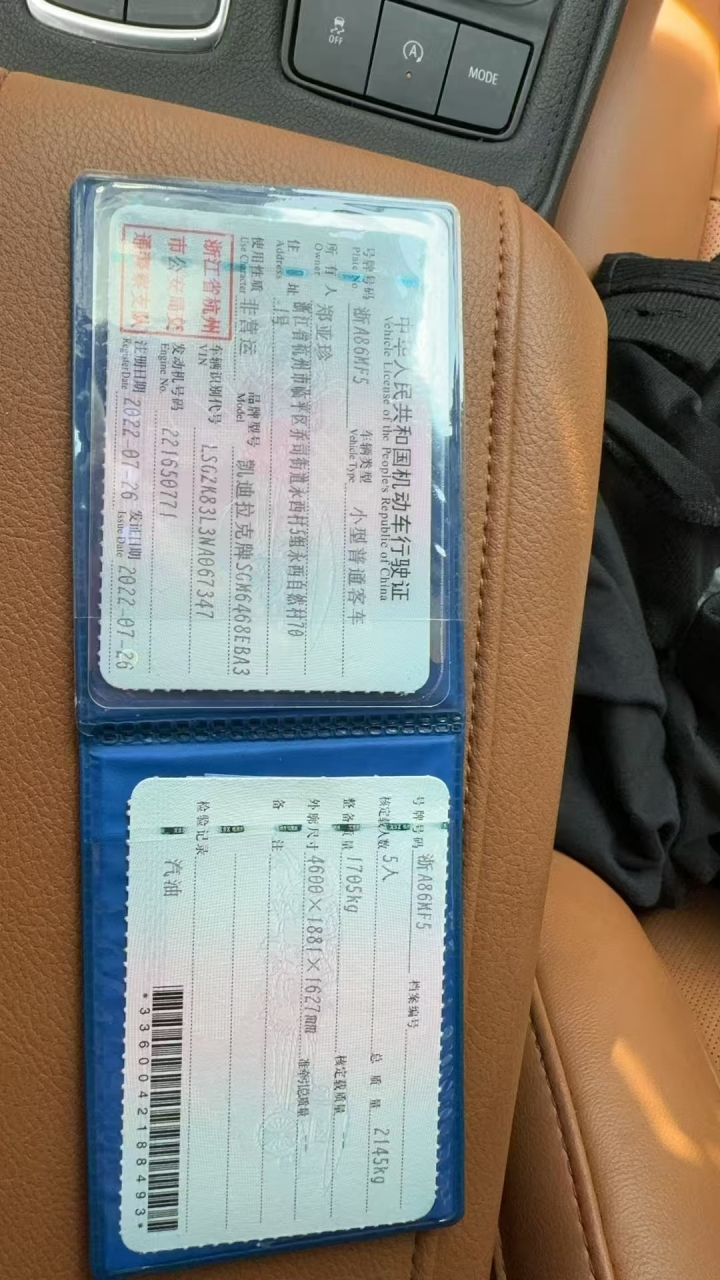 OFF
A
MODE
中华人民共和国机动车行驶证
Vehicle License of the People's Republic of China
号牌号码 浙A86MF5 车辆类型 小型普通客车
Plate No. Vehicle Type
所有人 郑亚珍
Owner
住址 浙江省杭州市临平区乔司街道永西村5组永西自然村70
Address 号
使用性质 非营运 品牌型号 凯迪拉克牌SGM6468EBA3
Use Character Model
浙江省杭州
市公安局交
通警察支队
车辆识别代号 LSGZK83L3NA067347
VIN
发动机号码 221650771
Engine No.
注册日期 2022-07-26 发证日期 2022-07-26
Register Date Issue Date
号牌号码 浙A86MF5 档案编号
核定载人数 5人 总质量 2145kg
整备质量 1705kg 核定载质量 --
外廓尺寸 4600×1881×1627mm 准牵引总质量 --
备注
检验记录
汽油
*3360042188493*